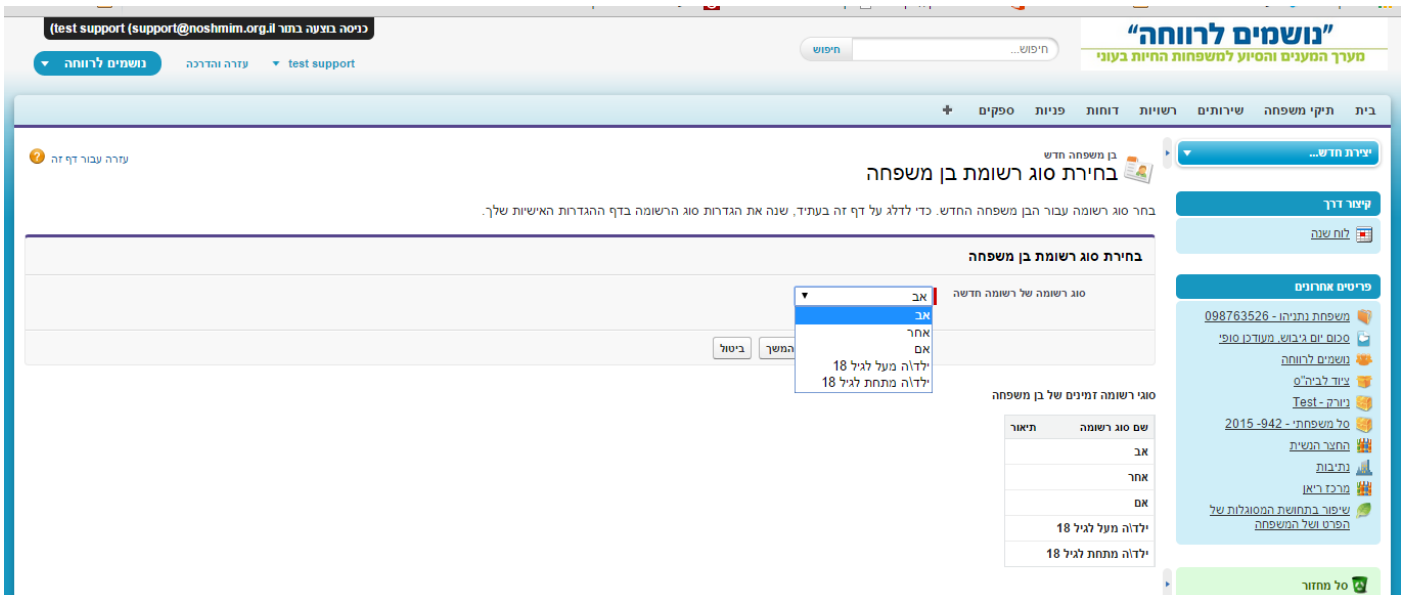 "נושמים לרווחה"
מערך המענים והסיוע למשפחות החיות בעוני
חיפוש...
חיפוש
כניסה בוצעה בתור test support (support@noshmim.org.il)
test support
עזרה והדרכה
נושמים לרווחה
בית תיקי משפחה שירותים רשויות דוחות פניות ספקים +
יצירת חדש...
קיצור דרך
לוח שנה
פריטים אחרונים
משפחת נתניהו - 098763526
סכום יום גיבוש, מעודכן סופי
נושמים לרווחה
ציוד לביה"ס
ניורק - Test
סל משפחתי - 942- 2015
החצר הנשית
נתיבות
מרכז ריאן
שיפור בתחושת המסוגלות של
הפרט ושל המשפחה
סל מחזור
בן משפחה חדש
בחירת סוג רשומת בן משפחה
עזרה עבור דף זה
בחר סוג רשומה עבור הבן משפחה החדש. כדי לדלג על דף זה בעתיד, שנה את הגדרות סוג הרשומה בדף ההגדרות האישיות שלך.
בחירת סוג רשומת בן משפחה
סוג רשומה של רשומה חדשה
אב
אב
אחר
אם
ילד\ה מעל לגיל 18
ילד\ה מתחת לגיל 18
המשך ביטול
סוגי רשומה זמינים של בן משפחה
שם סוג רשומה תיאור
אב
אחר
אם
ילד\ה מעל לגיל 18
ילד\ה מתחת לגיל 18